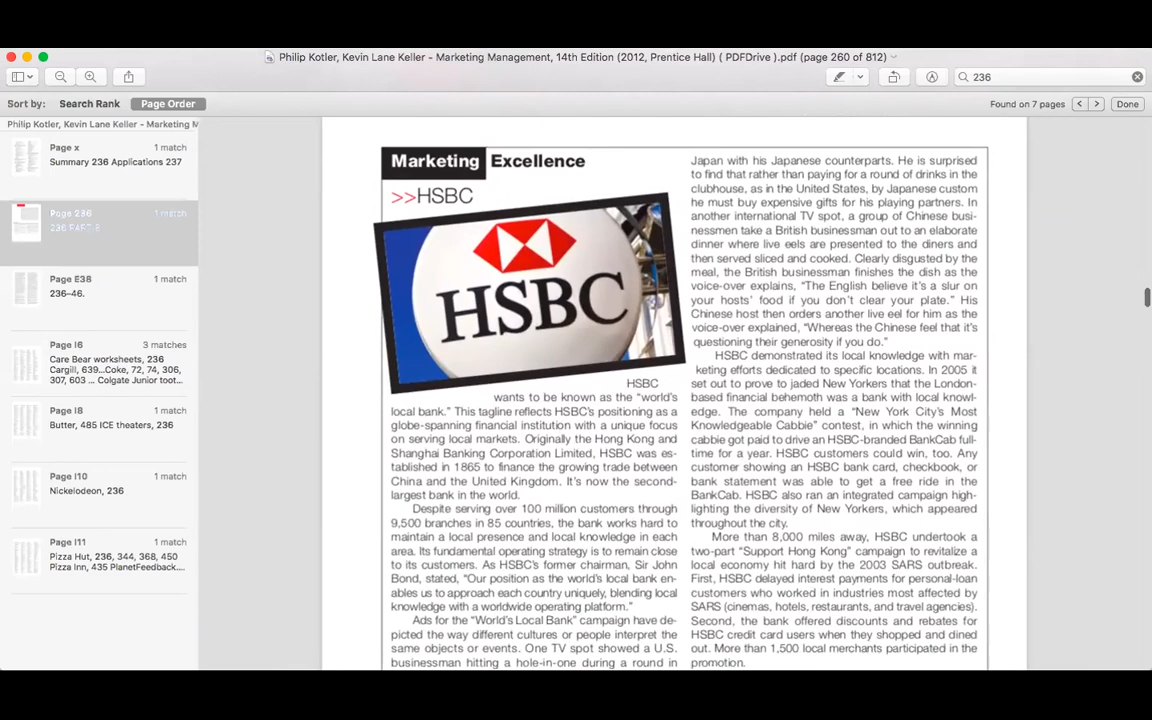 Philip Kotler, Kevin Lane Keller - Marketing Management, 14th Edition (2012, Prentice Hall) ( PDFDrive ).pdf (page 260 of 812)
236
Sort by: Search Rank Page Order
Found on 7 pages
Done
Philip Kotler, Kevin Lane Keller - Marketing M
Page x 1 match
Summary 236 Applications 237
Page 236 1 match
236 PART 3
Page E38 1 match
236–46.
Page I6 3 matches
Care Bear worksheets, 236
Cargill, 639...Coke, 72, 74, 306,
307, 603 ... Colgate Junior toot...
Page I8 1 match
Butter, 485 ICE theaters, 236
Page I10 1 match
Nickelodeon, 236
Page I11 1 match
Pizza Hut, 236, 344, 368, 450
Pizza Inn, 435 PlanetFeedback....
Marketing Excellence
>>HSBC
HSBC
HSBC
wants to be known as the “world’s
local bank.” This tagline reflects HSBC’s positioning as a
globe-spanning financial institution with a unique focus
on serving local markets. Originally the Hong Kong and
Shanghai Banking Corporation Limited, HSBC was es-
tablished in 1865 to finance the growing trade between
China and the United Kingdom. It’s now the second-
largest bank in the world.
Despite serving over 100 million customers through
9,500 branches in 85 countries, the bank works hard to
maintain a local presence and local knowledge in each
area. Its fundamental operating strategy is to remain close
to its customers. As HSBC’s former chairman, Sir John
Bond, stated, “Our position as the world’s local bank en-
ables us to approach each country uniquely, blending local
knowledge with a worldwide operating platform.”
Ads for the “World’s Local Bank” campaign have de-
picted the way different cultures or people interpret the
same objects or events. One TV spot showed a U.S.
businessman hitting a hole-in-one during a round in
Japan with his Japanese counterparts. He is surprised
to find that rather than paying for a round of drinks in the
clubhouse, as in the United States, by Japanese custom
he must buy expensive gifts for his playing partners. In
another international TV spot, a group of Chinese busi-
nessmen take a British businessman out to an elaborate
dinner where live eels are presented to the diners and
then served sliced and cooked. Clearly disgusted by the
meal, the British businessman finishes the dish as the
voice-over explains, “The English believe it’s a slur on
your hosts’ food if you don’t clear your plate.” His
Chinese host then orders another live eel for him as the
voice-over explained, “Whereas the Chinese feel that it’s
questioning their generosity if you do.”
HSBC demonstrated its local knowledge with mar-
keting efforts dedicated to specific locations. In 2005 it
set out to prove to jaded New Yorkers that the London-
based financial behemoth was a bank with local knowl-
edge. The company held a “New York City’s Most
Knowledgeable Cabbie” contest, in which the winning
cabbie got paid to drive an HSBC-branded BankCab full-
time for a year. HSBC customers could win, too. Any
customer showing an HSBC bank card, checkbook, or
bank statement was able to get a free ride in the
BankCab. HSBC also ran an integrated campaign high-
lighting the diversity of New Yorkers, which appeared
throughout the city.
More than 8,000 miles away, HSBC undertook a
two-part “Support Hong Kong” campaign to revitalize a
local economy hit hard by the 2003 SARS outbreak.
First, HSBC delayed interest payments for personal-loan
customers who worked in industries most affected by
SARS (cinemas, hotels, restaurants, and travel agencies).
Second, the bank offered discounts and rebates for
HSBC credit card users when they shopped and dined
out. More than 1,500 local merchants participated in the
promotion.